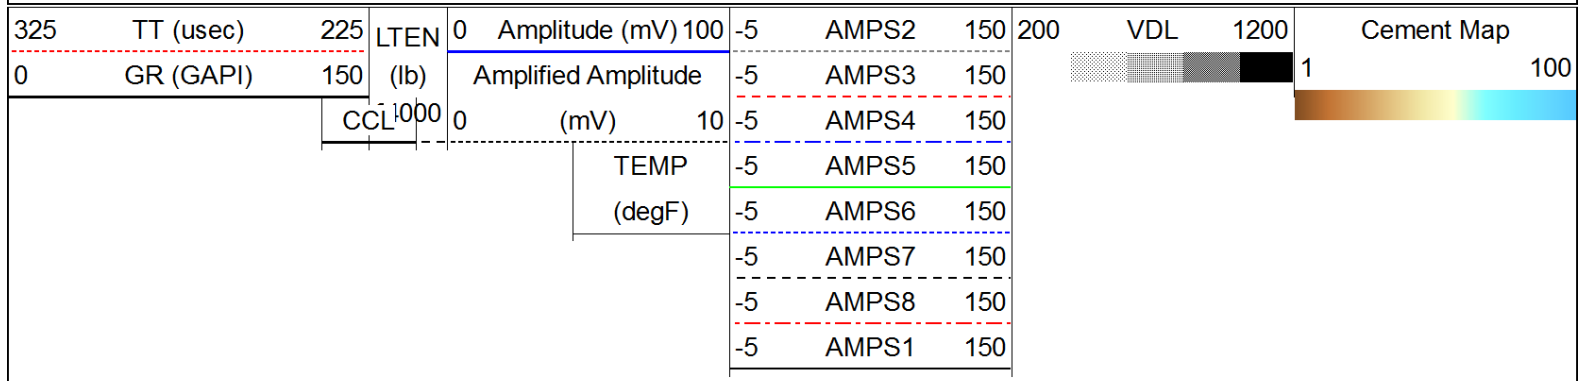 325 TT (usec) 225 LTEN 0 Amplitude (mV) 100 -5 AMPS2 150 200 VDL 1200 Cement Map
0 GR (GAPI) 150 (lb) Amplified Amplitude -5 AMPS3 150 1 100
CCL 000 0 (mV) 10 -5 AMPS4 150
TEMP -5 AMPS5 150
(degF) -5 AMPS6 150
-5 AMPS7 150
-5 AMPS8 150
-5 AMPS1 150